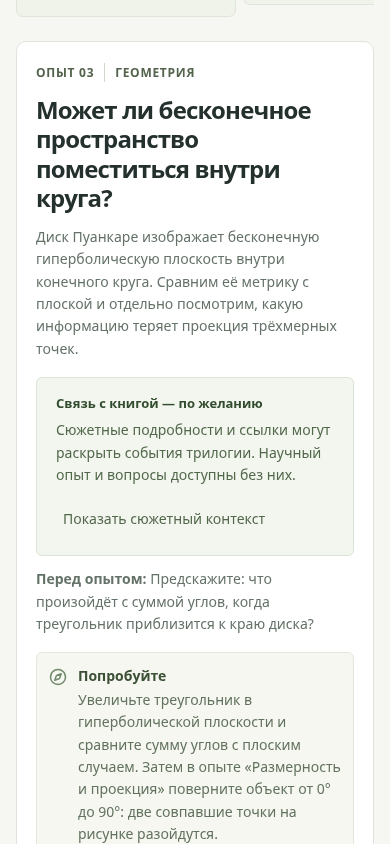 ОПЫТ 03 ГЕОМЕТРИЯ
Может ли бесконечное
пространство
поместиться внутри
круга?
Диск Пуанкаре изображает бесконечную
гиперболическую плоскость внутри
конечного круга. Сравним её метрику с
плоской и отдельно посмотрим, какую
информацию теряет проекция трёхмерных
точек.
Связь с книгой — по желанию
Сюжетные подробности и ссылки могут
раскрыть события трилогии. Научный
опыт и вопросы доступны без них.
Показать сюжетный контекст
Перед опытом: Предскажите: что
произойдёт с суммой углов, когда
треугольник приблизится к краю диска?
Попробуйте
Увеличьте треугольник в
гиперболической плоскости и
сравните сумму углов с плоским
случаем. Затем в опыте «Размерность
и проекция» поверните объект от 0°
до 90°: две совпавшие точки на
рисунке разойдутся.